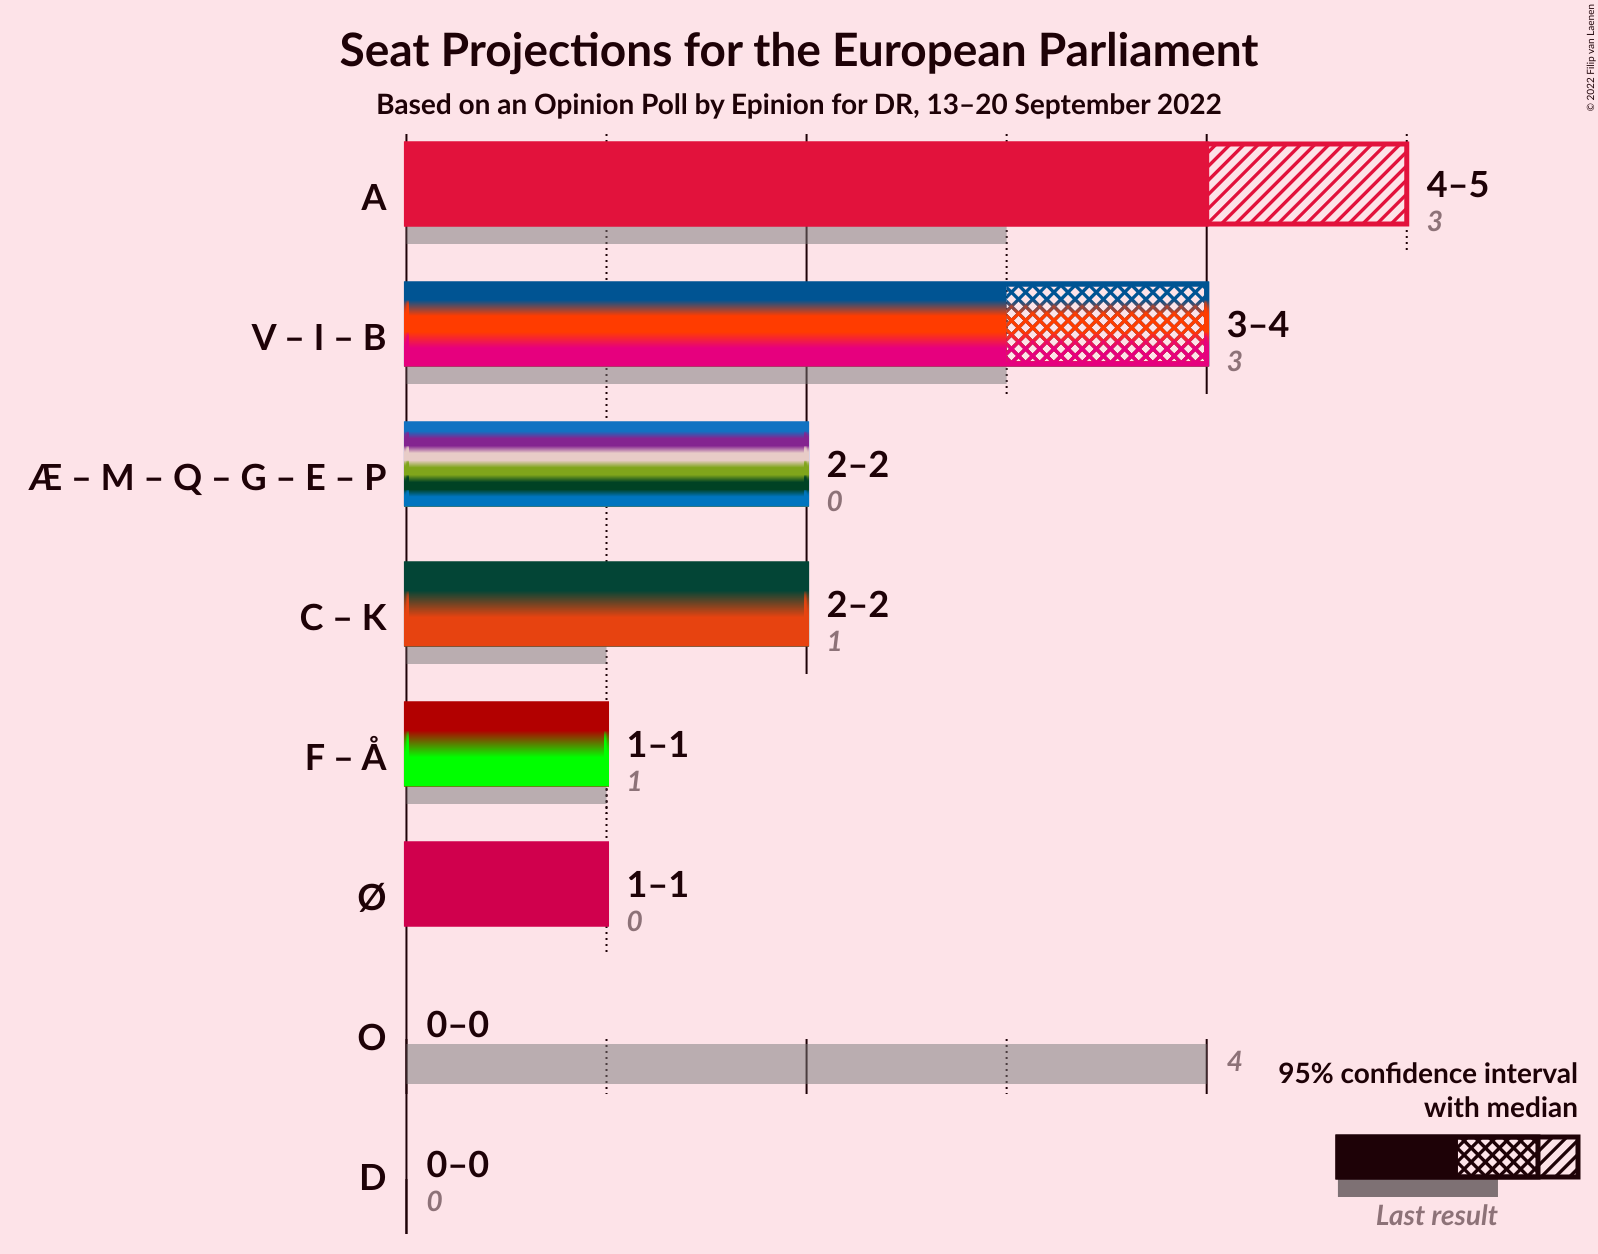 Seat Projections for the European Parliament
Based on an Opinion Poll by Epinion for DR, 13–20 September 2022
© 2022 Filip van Laenen
A
4–5
3
V – I – B
3–4
3
Æ – M – Q – G – E – P
2–2
0
C – K
2–2
1
F – Å
1–1
1
Ø
1–1
0
O
0–0
4
D
0–0
0
95% confidence interval
with median
Last result